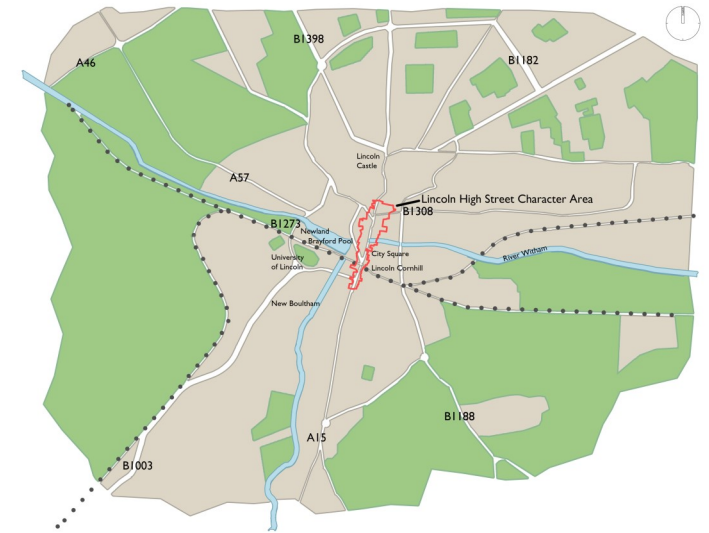 B1398
A46
B1182
Lincoln
Castle
A57
Lincoln High Street Character Area
B1308
B1273
Newland
Brayford Pool
City Square
River Witham
University
of Lincoln
Lincoln Cornhill
New Boultham
B1188
A15
B1003